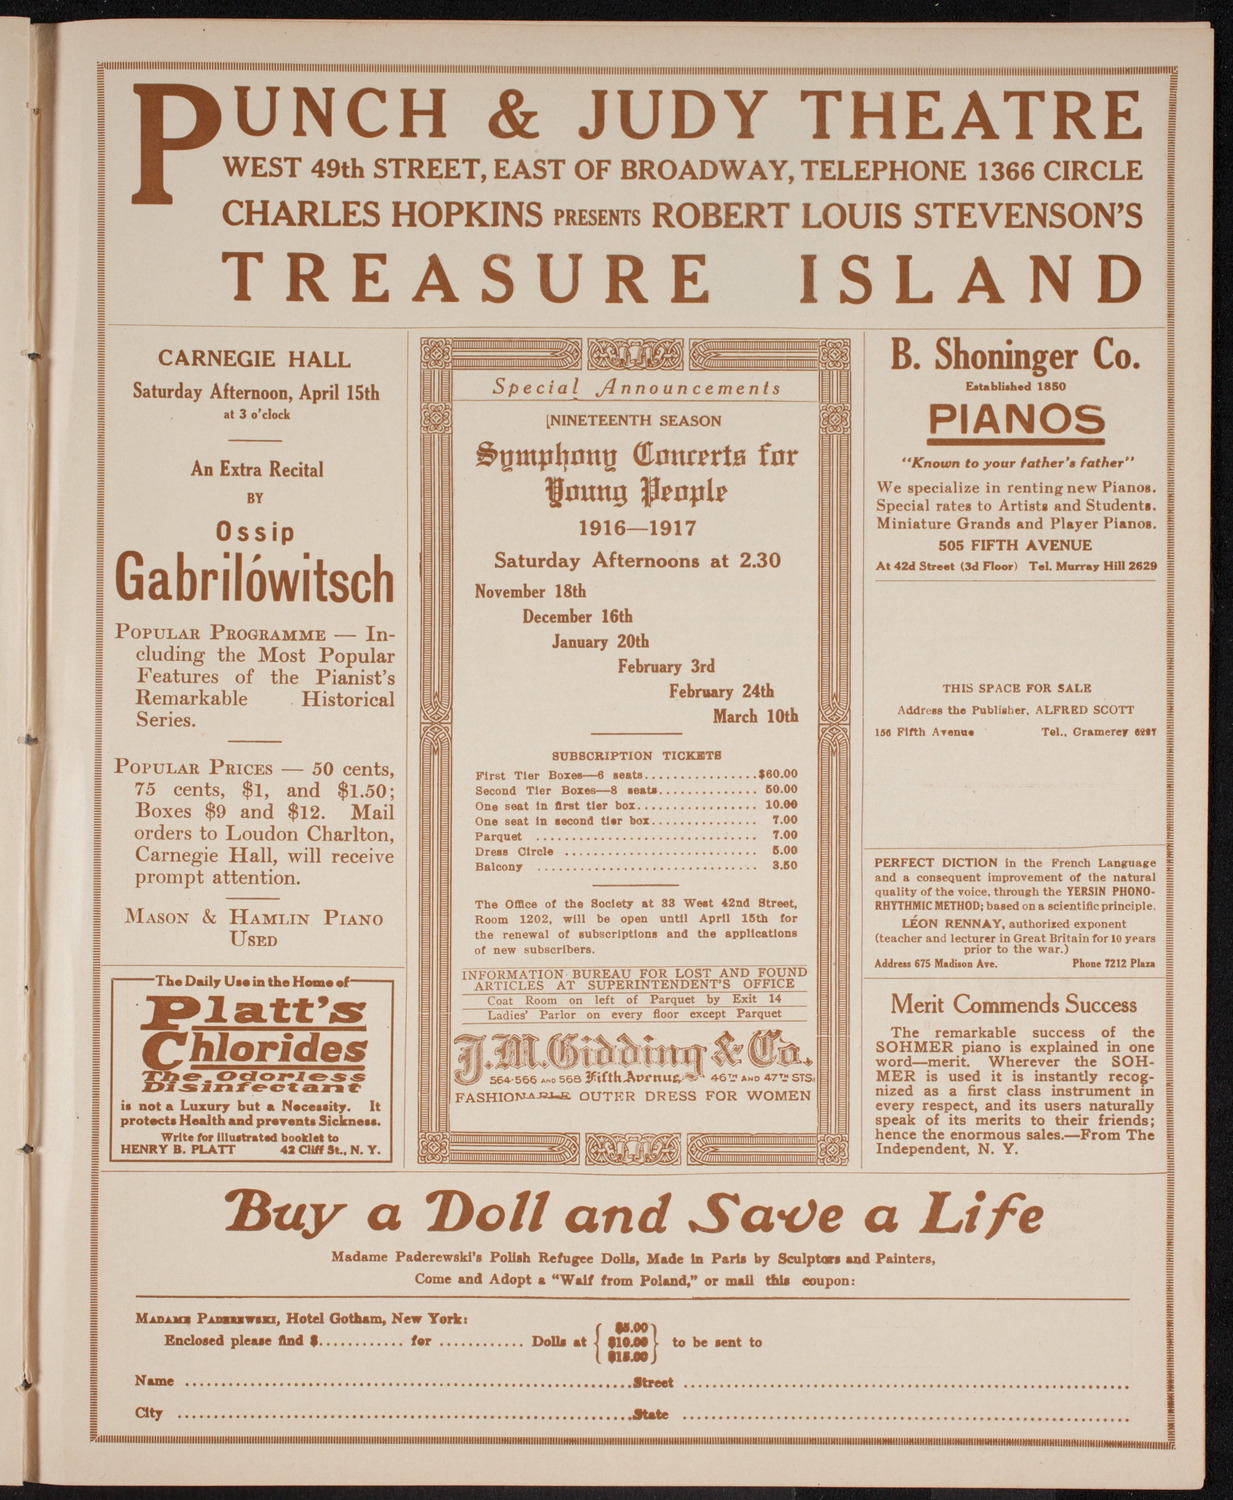 PUNCH & JUDY THEATRE
WEST 49th STREET, EAST OF BROADWAY, TELEPHONE 1366 CIRCLE
CHARLES HOPKINS PRESENTS ROBERT LOUIS STEVENSON'S
TREASURE ISLAND
CARNEGIE HALL
Saturday Afternoon, April 15th
at 3 o'clock
An Extra Recital
BY
Ossip
Gabrilówitsch
POPULAR PROGRAMME — In-
cluding the Most Popular
Features of the Pianist's
Remarkable Historical
Series.
POPULAR PRICES — 50 cents,
75 cents, $1, and $1.50;
Boxes $9 and $12. Mail
orders to Loudon Charlton,
Carnegie Hall, will receive
prompt attention.
MASON & HAMLIN PIANO
USED
The Daily Use in the Home of
Platt's
Chlorides
The Odorless
Disinfectant
is not a Luxury but a Necessity. It
protects Health and prevents Sickness.
Write for illustrated booklet to
HENRY B. PLATT 42 Cliff St., N. Y.
Special Announcements
NINETEENTH SEASON
Symphony Concerts for
Young People
1916—1917
Saturday Afternoons at 2.30
November 18th
December 16th
January 20th
February 3rd
February 24th
March 10th
SUBSCRIPTION TICKETS
First Tier Boxes—6 seats................$60.00
Second Tier Boxes—8 seats.............. 50.00
One seat in first tier box................. 10.00
One seat in second tier box............... 7.00
Parquet ................................ 7.00
Dress Circle ............................ 5.00
Balcony ................................ 3.50
The Office of the Society at 33 West 42nd Street,
Room 1202, will be open until April 15th for
the renewal of subscriptions and the applications
of new subscribers.
INFORMATION BUREAU FOR LOST AND FOUND
ARTICLES AT SUPERINTENDENT'S OFFICE
Coat Room on left of Parquet by Exit 14
Ladies' Parlor on every floor except Parquet
J.M. Gidding & Co.
564-566 AND 568 Fifth Avenue 46TH AND 47TH STS.
FASHIONABLE OUTER DRESS FOR WOMEN
B. Shoninger Co.
Established 1850
PIANOS
"Known to your father's father"
We specialize in renting new Pianos.
Special rates to Artists and Students.
Miniature Grands and Player Pianos.
505 FIFTH AVENUE
At 42d Street (3d Floor) Tel. Murray Hill 2629
THIS SPACE FOR SALE
Address the Publisher, ALFRED SCOTT
156 Fifth Avenue Tel., Gramercy 6297
PERFECT DICTION in the French Language
and a consequent improvement of the natural
quality of the voice, through the YERSIN PHONO-
RHYTHMIC METHOD; based on a scientific principle.
LÉON RENNAY, authorized exponent
(teacher and lecturer in Great Britain for 10 years
prior to the war.)
Address 675 Madison Ave. Phone 7212 Plaza
Merit Commends Success
The remarkable success of the
SOHMER piano is explained in one
word—merit. Wherever the SOH-
MER is used it is instantly recog-
nized as a first class instrument in
every respect, and its users naturally
speak of its merits to their friends;
hence the enormous sales.—From The
Independent, N. Y.
Buy a Doll and Save a Life
Madame Paderewski's Polish Refugee Dolls, Made in Paris by Sculptors and Painters,
Come and Adopt a "Waif from Poland," or mail this coupon:
MADAME PADEREWSKI, Hotel Gotham, New York:
Enclosed please find $............ for ............ Dolls at { $5.00 $10.00 $15.00 } to be sent to
Name ................................ Street ................................
City ................................ State ................................